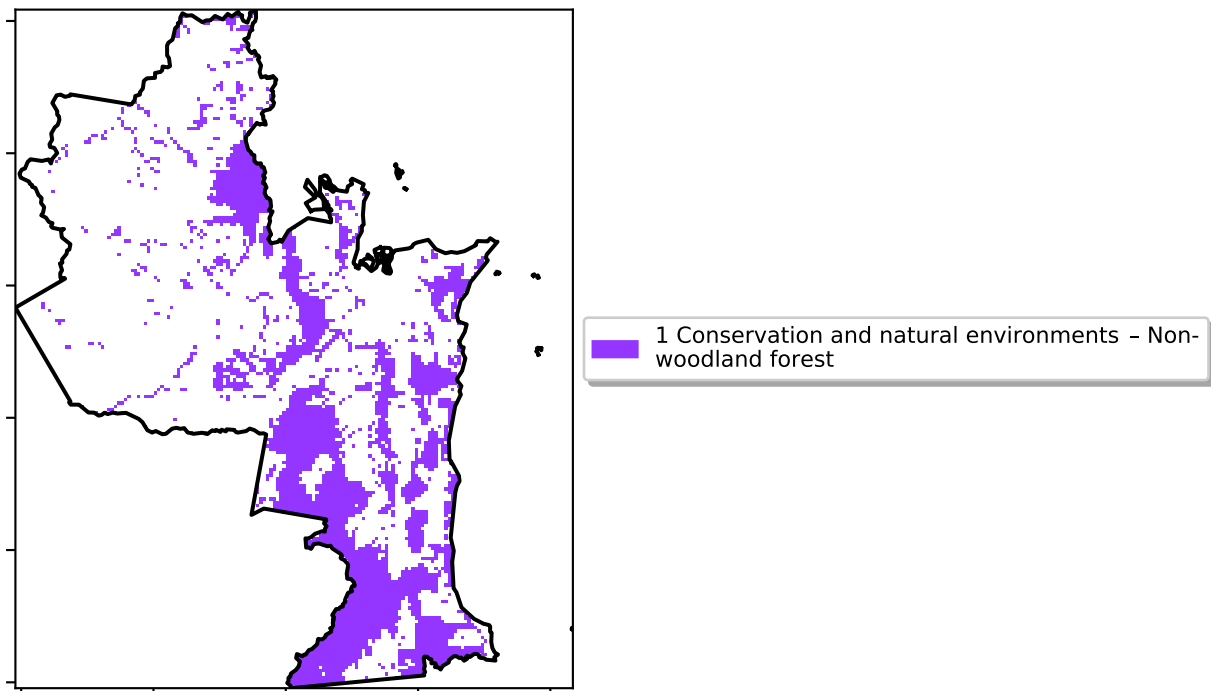 1 Conservation and natural environments – Non-
woodland forest